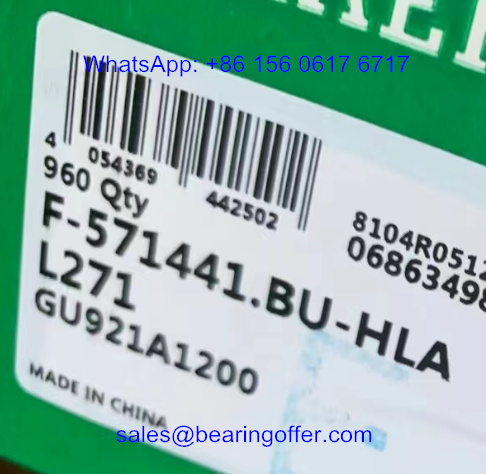 WhatsApp: +86 156 0617 6717
4 054369 442502
960 Qty
8104R0512
06863498
F-571441.BU-HLA
L271
GU921A1200
MADE IN CHINA
sales@bearingoffer.com